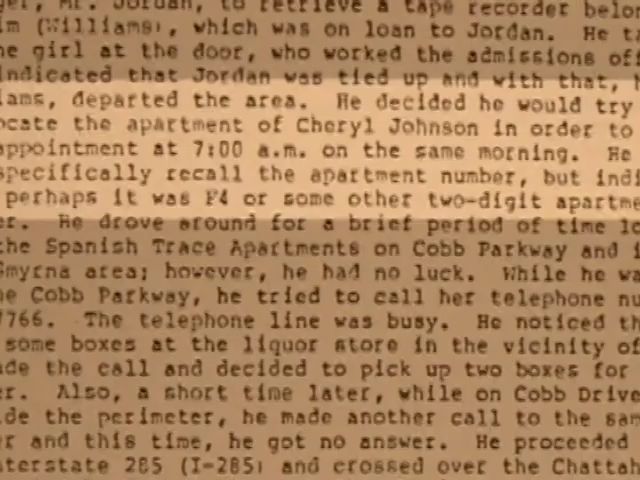 ger, Mr. Jordan, to retrieve a tape recorder belon
im (Williams), which was on loan to Jordan. He ta
he girl at the door, who worked the admissions off
indicated that Jordan was tied up and with that, h
iams, departed the area. He decided he would try
ocate the apartment of Cheryl Johnson in order to
appointment at 7:00 a.m. on the same morning. He
specifically recall the apartment number, but indi
perhaps it was F4 or some other two-digit apartme
er. He drove around for a brief period of time lo
the Spanish Trace Apartments on Cobb Parkway and i
Smyrna area; however, he had no luck. While he wa
he Cobb Parkway, he tried to call her telephone nu
7766. The telephone line was busy. He noticed th
some boxes at the liquor store in the vicinity of
ade the call and decided to pick up two boxes for
er. Also, a short time later, while on Cobb Drive
ide the perimeter, he made another call to the sam
er and this time, he got no answer. He proceeded
nterstate 285 (I-285) and crossed over the Chattah